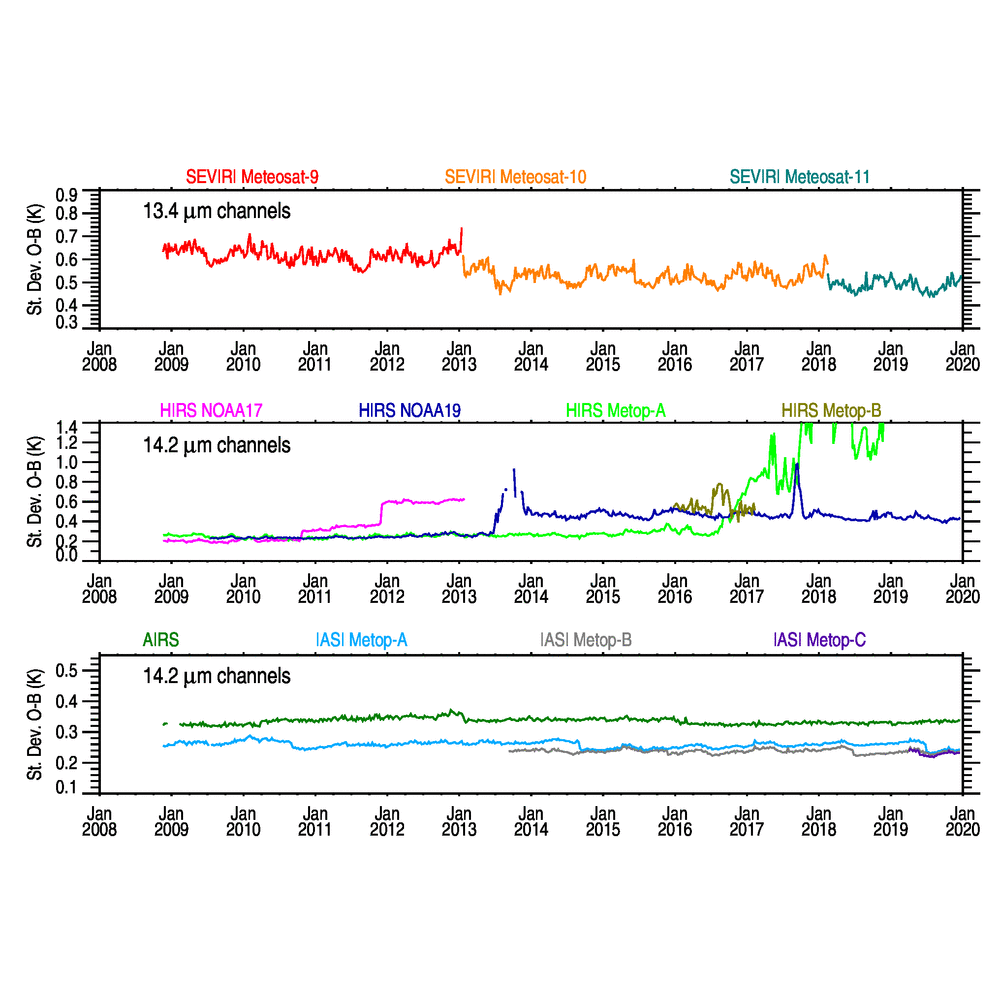 SEVIRI Meteosat-9 SEVIRI Meteosat-10 SEVIRI Meteosat-11
13.4 μm channels
St. Dev. O-B (K)
0.9
0.8
0.7
0.6
0.5
0.4
0.3
Jan Jan Jan Jan Jan Jan Jan Jan Jan Jan Jan Jan Jan
2008 2009 2010 2011 2012 2013 2014 2015 2016 2017 2018 2019 2020
HIRS NOAA17 HIRS NOAA19 HIRS Metop-A HIRS Metop-B
14.2 μm channels
St. Dev. O-B (K)
1.4
1.2
1.0
0.8
0.6
0.4
0.2
0.0
Jan Jan Jan Jan Jan Jan Jan Jan Jan Jan Jan Jan Jan
2008 2009 2010 2011 2012 2013 2014 2015 2016 2017 2018 2019 2020
AIRS IASI Metop-A IASI Metop-B IASI Metop-C
14.2 μm channels
St. Dev. O-B (K)
0.5
0.4
0.3
0.2
0.1
Jan Jan Jan Jan Jan Jan Jan Jan Jan Jan Jan Jan Jan
2008 2009 2010 2011 2012 2013 2014 2015 2016 2017 2018 2019 2020